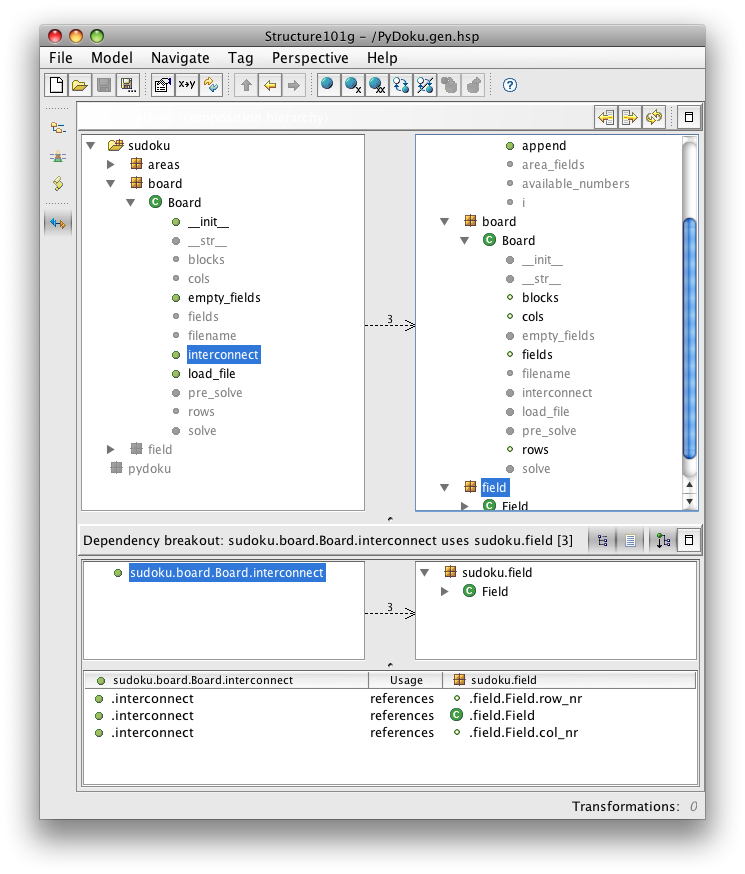 Structure101g – /PyDoku.gen.hsp
File Model Navigate Tag Perspective Help
x→y
sudoku
areas
board
Board
__init__
__str__
blocks
cols
empty_fields
fields
filename
interconnect
load_file
pre_solve
rows
solve
field
pydoku
3
append
area_fields
available_numbers
i
board
Board
__init__
__str__
blocks
cols
empty_fields
fields
filename
interconnect
load_file
pre_solve
rows
solve
field
Field
Dependency breakout: sudoku.board.Board.interconnect uses sudoku.field [3]
sudoku.board.Board.interconnect
3
sudoku.field
Field
sudoku.board.Board.interconnect Usage sudoku.field
.interconnect references .field.Field.row_nr
.interconnect references .field.Field
.interconnect references .field.Field.col_nr
Transformations: 0